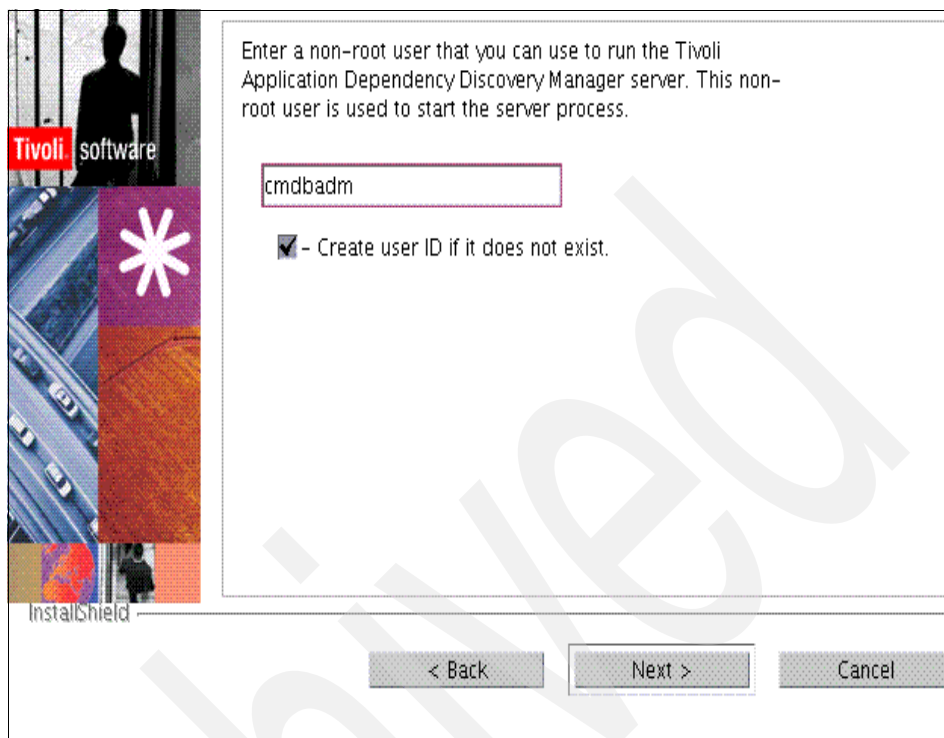 Enter a non-root user that you can use to run the Tivoli
Application Dependency Discovery Manager server. This non-
root user is used to start the server process.
Tivoli. software
cmdbadm
- Create user ID if it does not exist.
InstallShield
< Back
Next >
Cancel